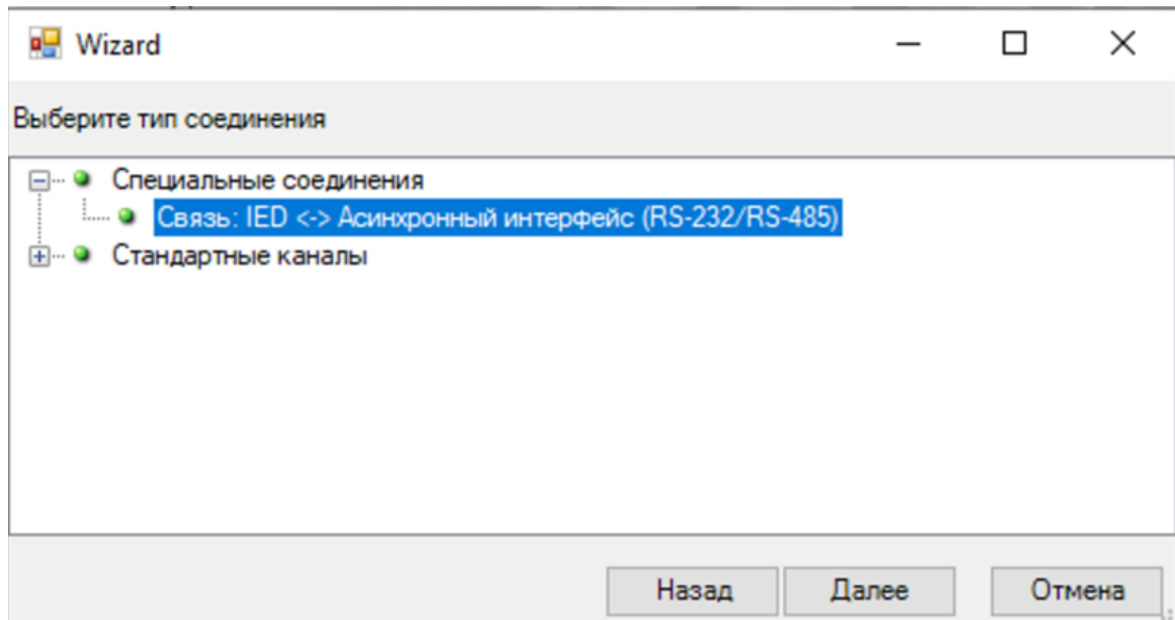 Wizard
Выберите тип соединения
Специальные соединения
Связь: IED <-> Асинхронный интерфейс (RS-232/RS-485)
Стандартные каналы
Назад Далее Отмена